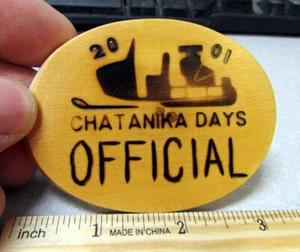 20 01
CHATANIKA DAYS
OFFICIAL
inch 1 MADE IN CHINA 2 3